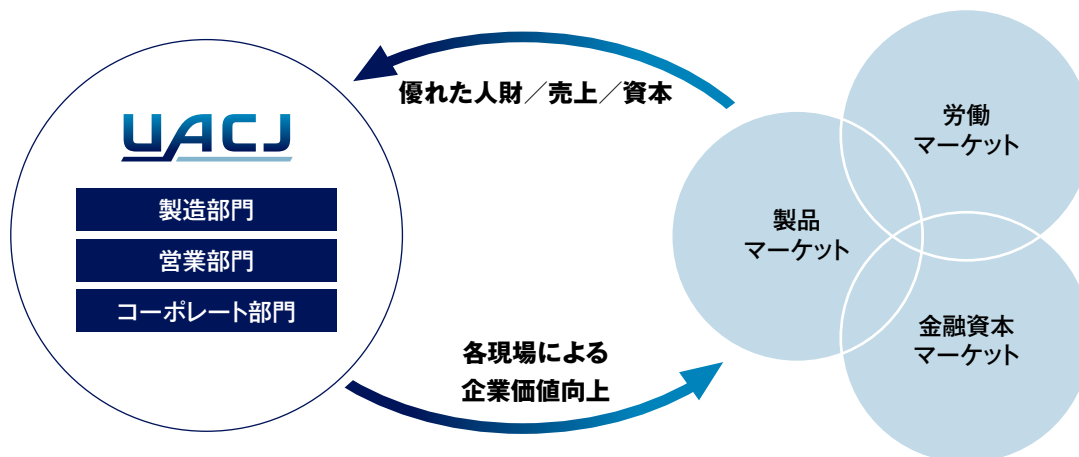 UACJ
製造部門
営業部門
コーポレート部門
優れた人財／売上／資本
各現場による
企業価値向上
製品
マーケット
労働
マーケット
金融資本
マーケット